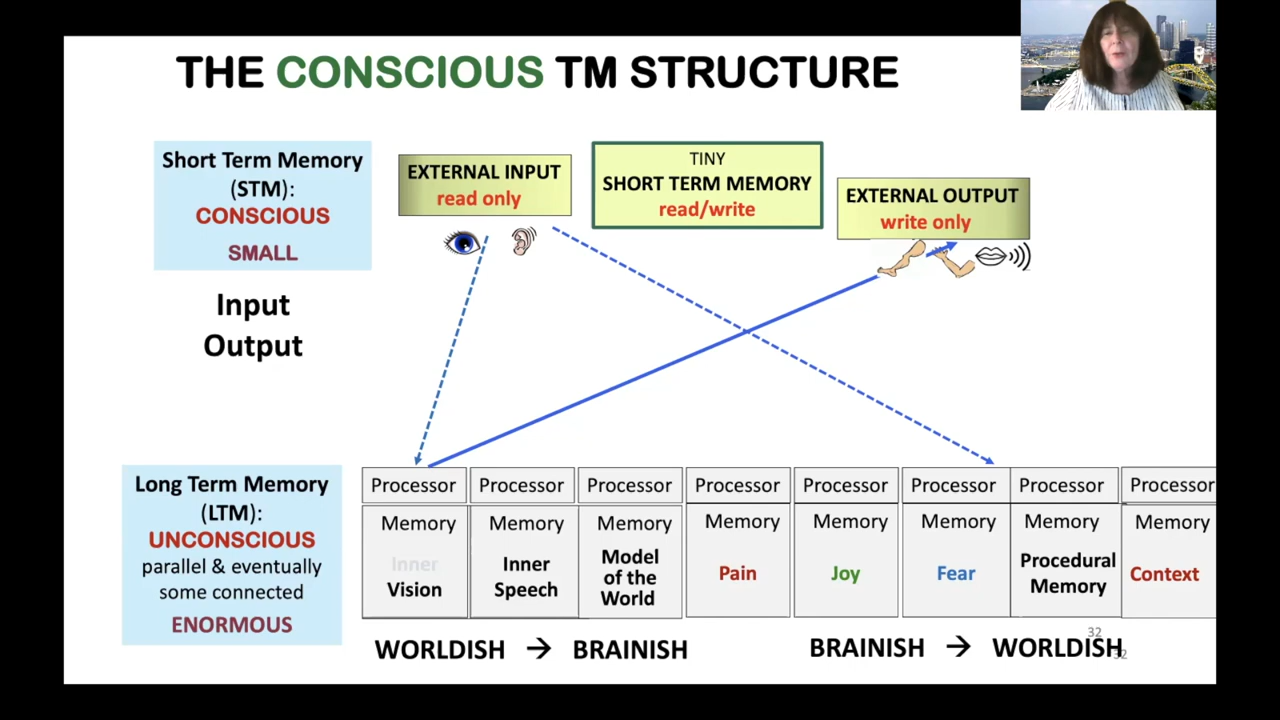 THE CONSCIOUS TM STRUCTURE
Short Term Memory
(STM):
CONSCIOUS
SMALL
EXTERNAL INPUT
read only
TINY
SHORT TERM MEMORY
read/write
EXTERNAL OUTPUT
write only
Input
Output
Long Term Memory
(LTM):
UNCONSCIOUS
parallel & eventually
some connected
ENORMOUS
Processor Processor Processor Processor Processor Processor Processor Processor
Memory Memory Memory Memory Memory Memory Memory Memory
Inner
Vision
Inner
Speech
Model
of the
World
Pain
Joy
Fear
Procedural
Memory
Context
WORLDISH → BRAINISH
BRAINISH → WORLDISH
32
32